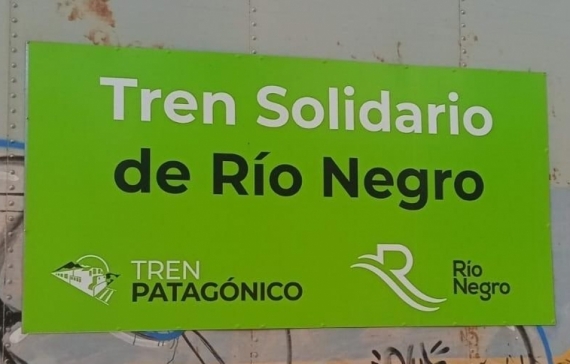 Tren Solidario
de Río Negro
TREN
PATAGÓNICO
Río
Negro